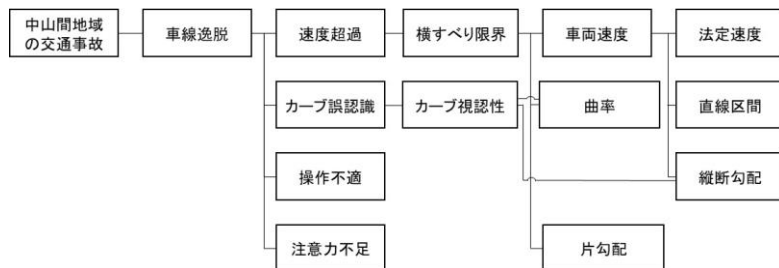 中山間地域
の交通事故
車線逸脱
速度超過
横すべり限界
車両速度
法定速度
カーブ誤認識
カーブ視認性
曲率
直線区間
操作不適
縦断勾配
注意力不足
片勾配